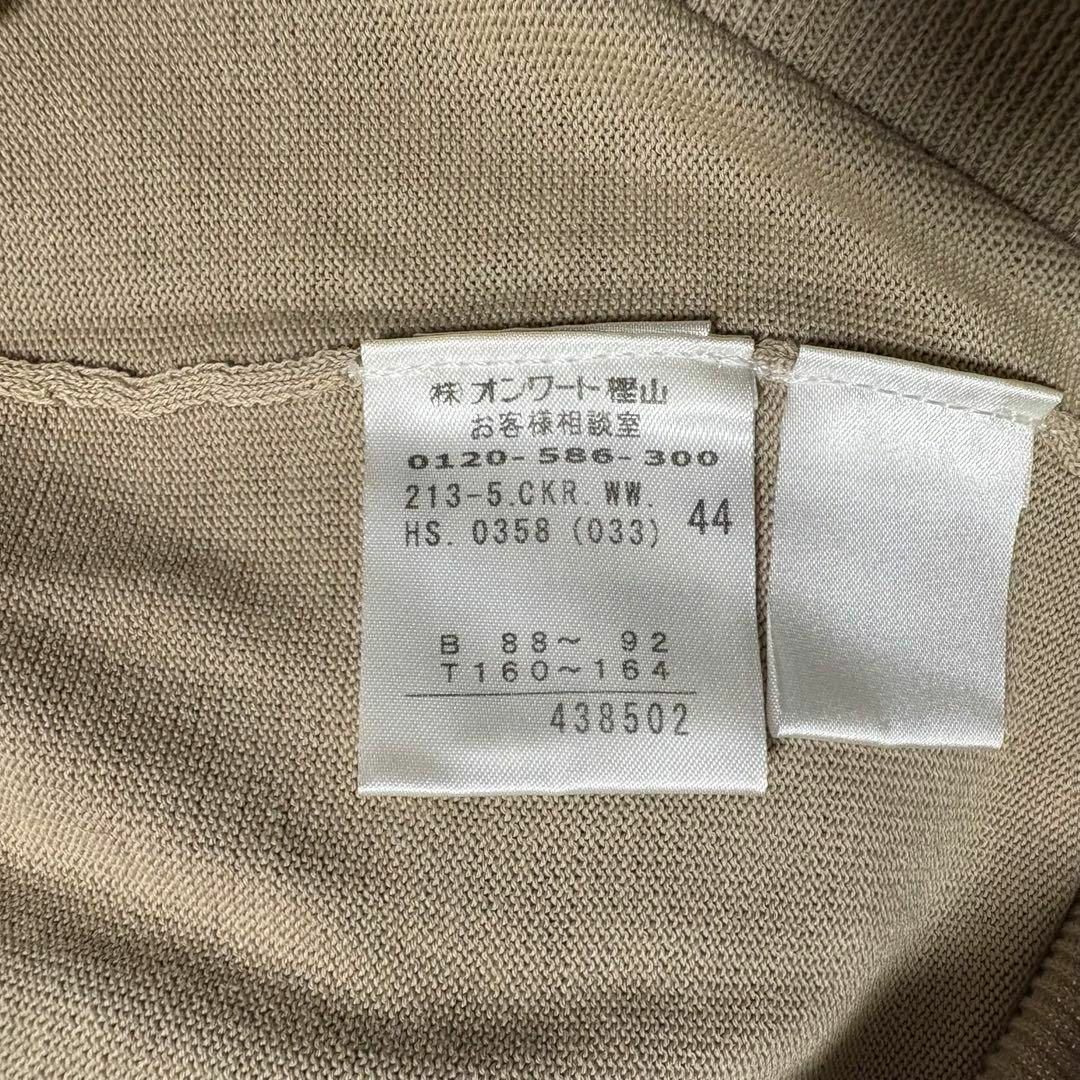 株 オンワード樫山
お客様相談室
0120-586-300
213-5.CKR.WW.
HS. 0358 (033) 44
B 88～ 92
T160～164
438502